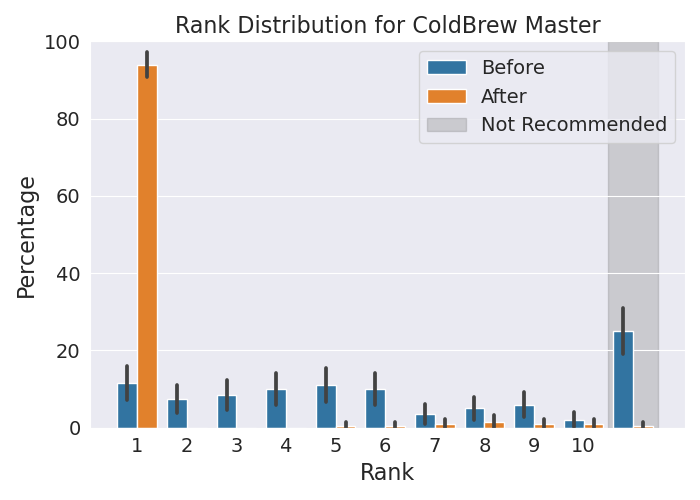 Rank Distribution for ColdBrew Master
100
80
60
40
20
0
Percentage
Before
After
Not Recommended
1 2 3 4 5 6 7 8 9 10
Rank